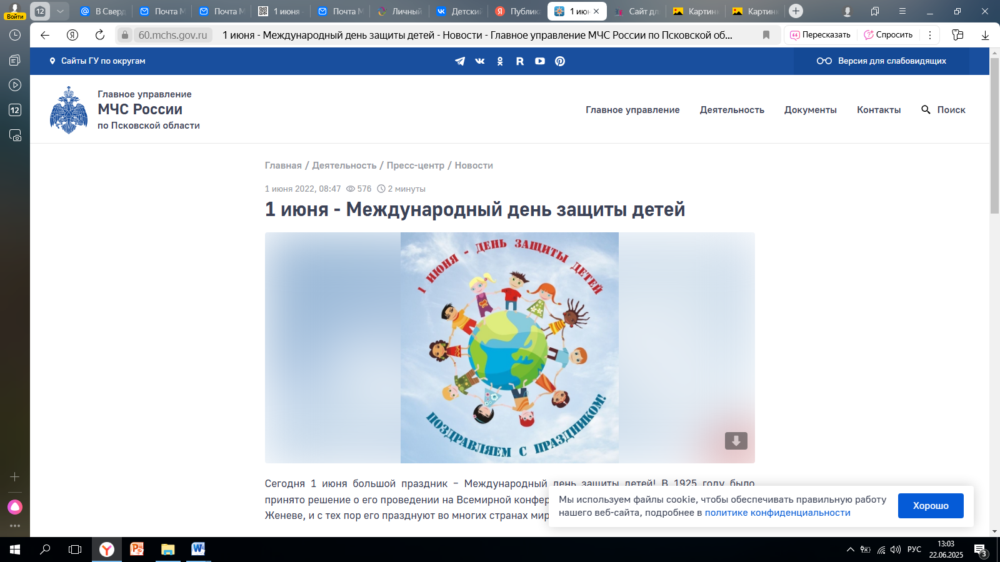 Войти
12
В Сверд
Почта М
Почта М
1 июня -
Почта М
Личный
Детский
Публика
1 июн
Сайт дл
Картинк
Картинк
60.mchs.gov.ru
1 июня - Международный день защиты детей - Новости - Главное управление МЧС России по Псковской об...
Пересказать
Спросить
12
Сайты ГУ по округам
Версия для слабовидящих
Главное управление
МЧС России
по Псковской области
Главное управление
Деятельность
Документы
Контакты
Поиск
Главная / Деятельность / Пресс-центр / Новости
1 июня 2022, 08:47 576 2 минуты
1 июня - Международный день защиты детей
1 ИЮНЯ - ДЕНЬ ЗАЩИТЫ ДЕТЕЙ
ПОЗДРАВЛЯЕМ С ПРАЗДНИКОМ!
Сегодня 1 июня большой праздник – Международный день защиты детей! В 1925 году было
принято решение о его проведении на Всемирной конфер
Женеве, и с тех пор его празднуют во многих странах мир
Мы используем файлы cookie, чтобы обеспечивать правильную работу
нашего веб-сайта, подробнее в политике конфиденциальности
Хорошо
РУС
13:03
22.06.2025
3